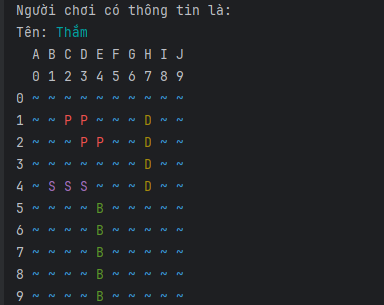 Người chơi có thông tin là:
Tên: Thắm
A B C D E F G H I J
0 1 2 3 4 5 6 7 8 9
0 ~ ~ ~ ~ ~ ~ ~ ~ ~ ~
1 ~ ~ P P ~ ~ ~ D ~ ~
2 ~ ~ ~ P P ~ ~ D ~ ~
3 ~ ~ ~ ~ ~ ~ ~ D ~ ~
4 ~ S S S ~ ~ ~ D ~ ~
5 ~ ~ ~ ~ B ~ ~ ~ ~ ~
6 ~ ~ ~ ~ B ~ ~ ~ ~ ~
7 ~ ~ ~ ~ B ~ ~ ~ ~ ~
8 ~ ~ ~ ~ B ~ ~ ~ ~ ~
9 ~ ~ ~ ~ B ~ ~ ~ ~ ~